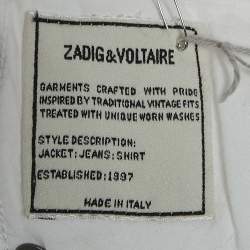 ZADIG&VOLTAIRE
GARMENTS CRAFTED WITH PRIDE
INSPIRED BY TRADITIONAL VINTAGE FITS
TREATED WITH UNIQUE WORN WASHES
STYLE DESCRIPTION:
JACKET: JEANS: SHIRT
ESTABLISHED: 1997
MADE IN ITALY